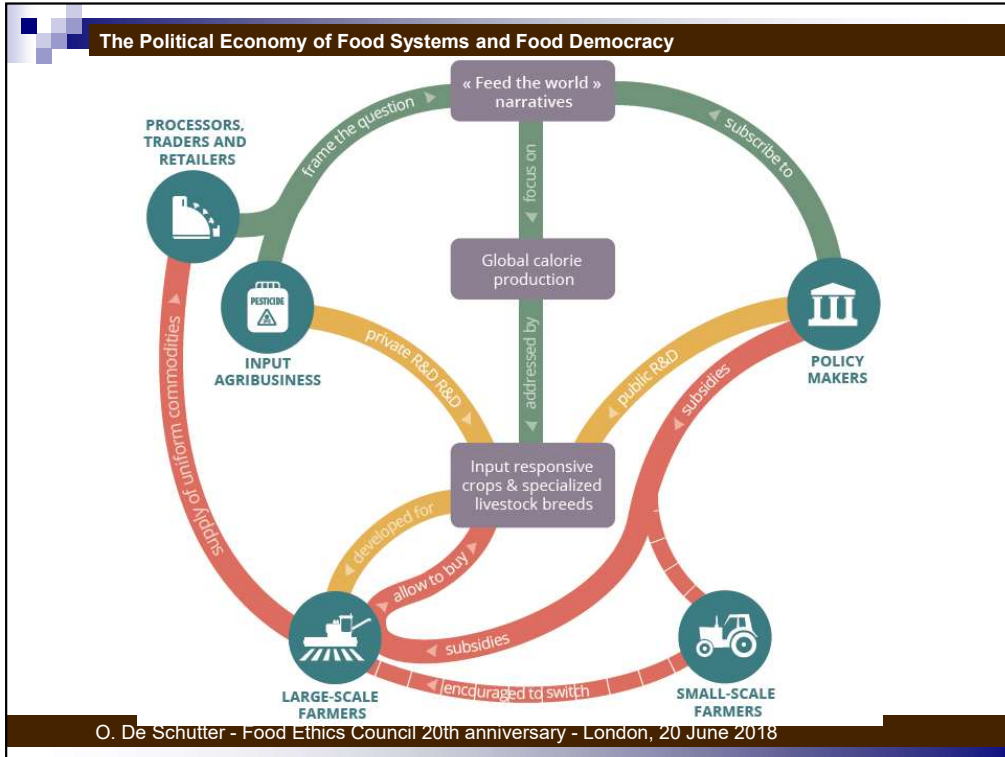 The Political Economy of Food Systems and Food Democracy
« Feed the world »
narratives
PROCESSORS,
TRADERS AND
RETAILERS
frame the question
focus on
subscribe to
Global calorie
production
PESTICIDE
INPUT
AGRIBUSINESS
private R&D R&D
addressed by
public R&D
subsidies
POLICY
MAKERS
supply of uniform commodities
Input responsive
crops & specialized
livestock breeds
developed for
allow to buy
subsidies
encouraged to switch
LARGE-SCALE
FARMERS
SMALL-SCALE
FARMERS
O. De Schutter - Food Ethics Council 20th anniversary - London, 20 June 2018